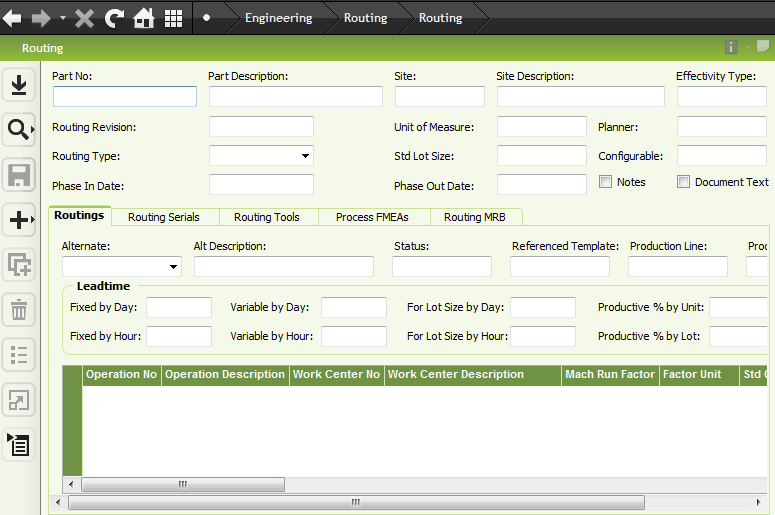 Engineering Routing Routing
Routing
Part No: Part Description: Site: Site Description: Effectivity Type:
Routing Revision: Unit of Measure: Planner:
Routing Type: Std Lot Size: Configurable:
Phase In Date: Phase Out Date: Notes Document Text
Routings Routing Serials Routing Tools Process FMEAs Routing MRB
Alternate: Alt Description: Status: Referenced Template: Production Line: Proc
Leadtime
Fixed by Day: Variable by Day: For Lot Size by Day: Productive % by Unit:
Fixed by Hour: Variable by Hour: For Lot Size by Hour: Productive % by Lot:
Operation No Operation Description Work Center No Work Center Description Mach Run Factor Factor Unit Std